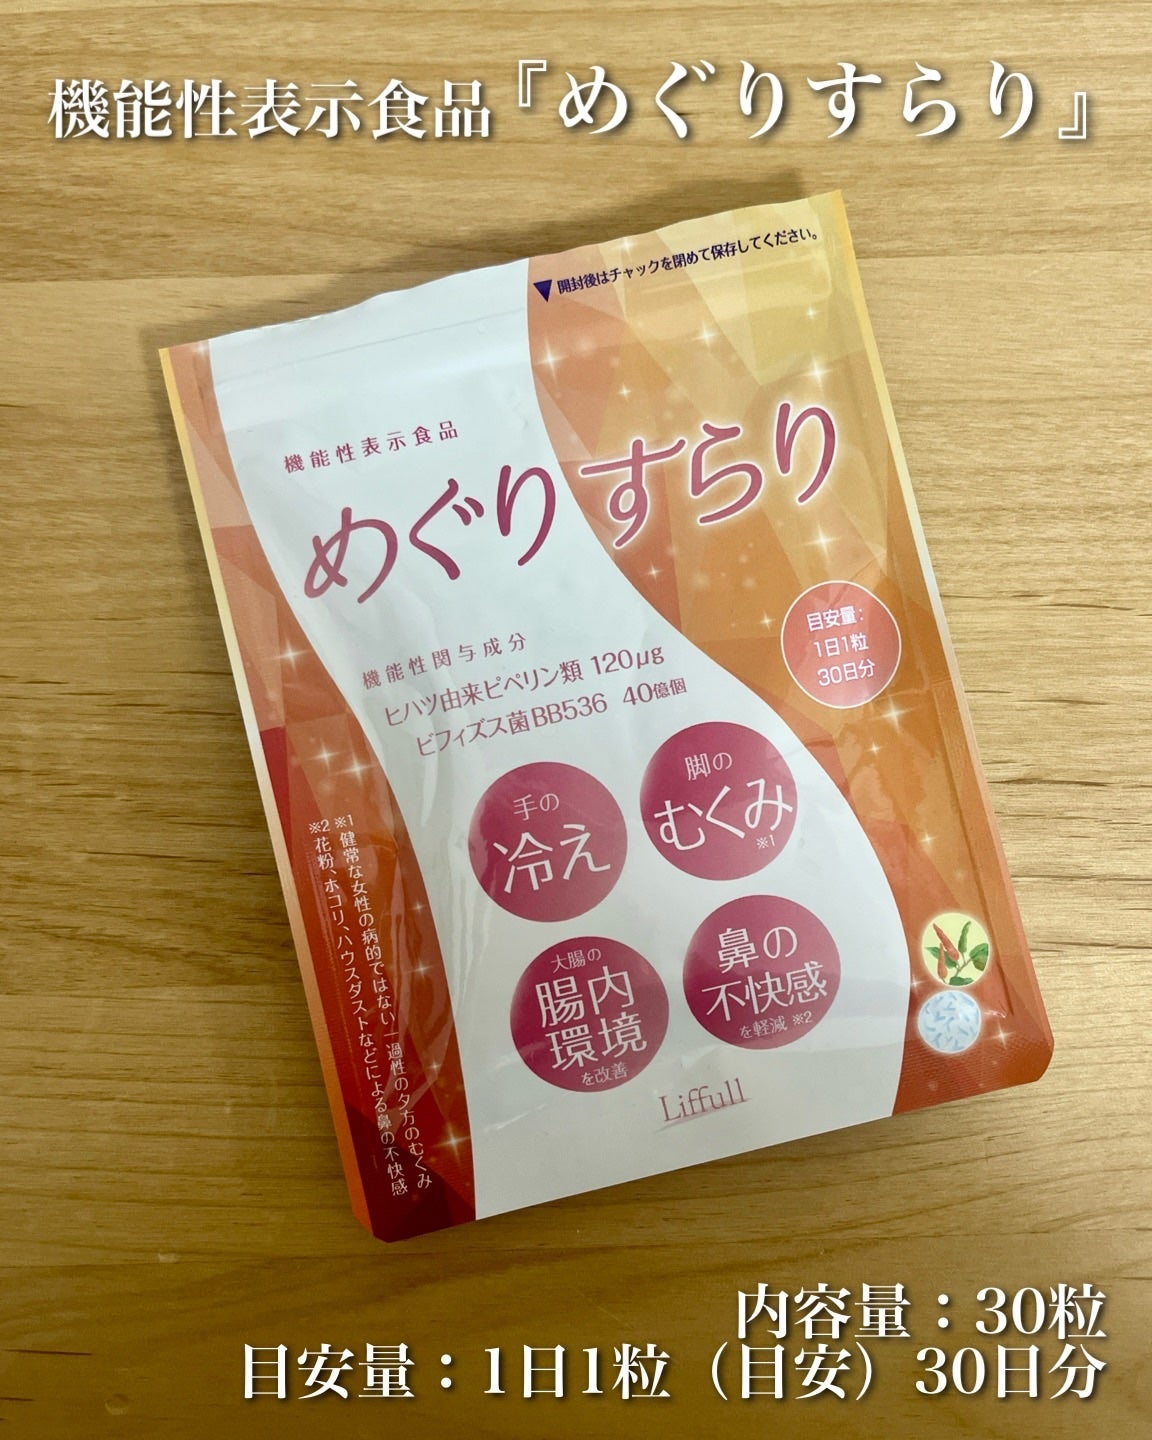 機能性表示食品『めぐりすらり』
▼開封後はチャックを閉めて保存してください。
機能性表示食品
めぐりすらり
目安量:
1日1粒
30日分
機能性関与成分
ヒハツ由来ピペリン類 120μg
ビフィズス菌BB536 40億個
手の
冷え
脚の
むくみ
※1
大腸の
腸内
環境
を改善
鼻の
不快感
を軽減 ※2
※1 健常な女性の病的ではない一過性の夕方のむくみ
※2 花粉、ホコリ、ハウスダストなどによる鼻の不快感
Liffull
内容量：30粒
目安量：1日1粒（目安）30日分